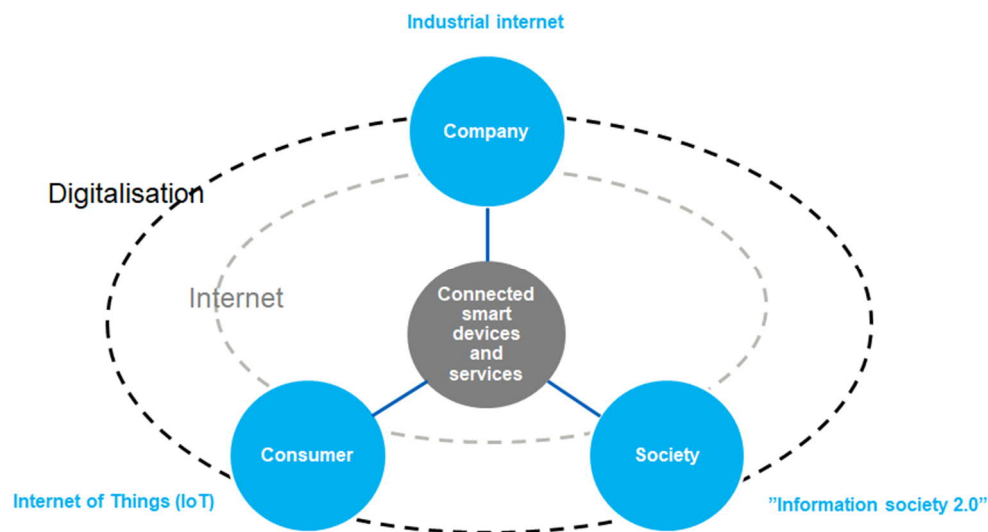 Industrial internet
Company
Digitalisation
Internet
Connected
smart
devices
and
services
Consumer
Society
Internet of Things (IoT)
”Information society 2.0”